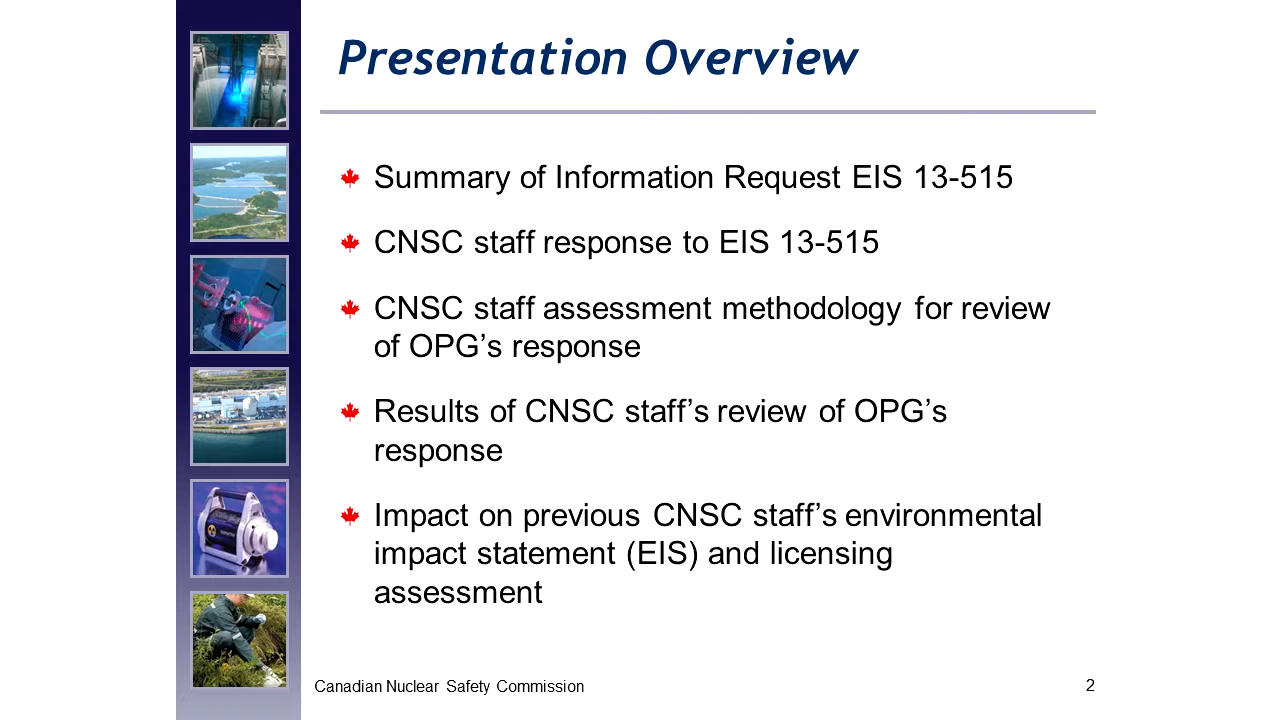 Presentation Overview
Summary of Information Request EIS 13-515
CNSC staff response to EIS 13-515
CNSC staff assessment methodology for review
of OPG’s response
Results of CNSC staff’s review of OPG’s
response
Impact on previous CNSC staff’s environmental
impact statement (EIS) and licensing
assessment
Canadian Nuclear Safety Commission
2